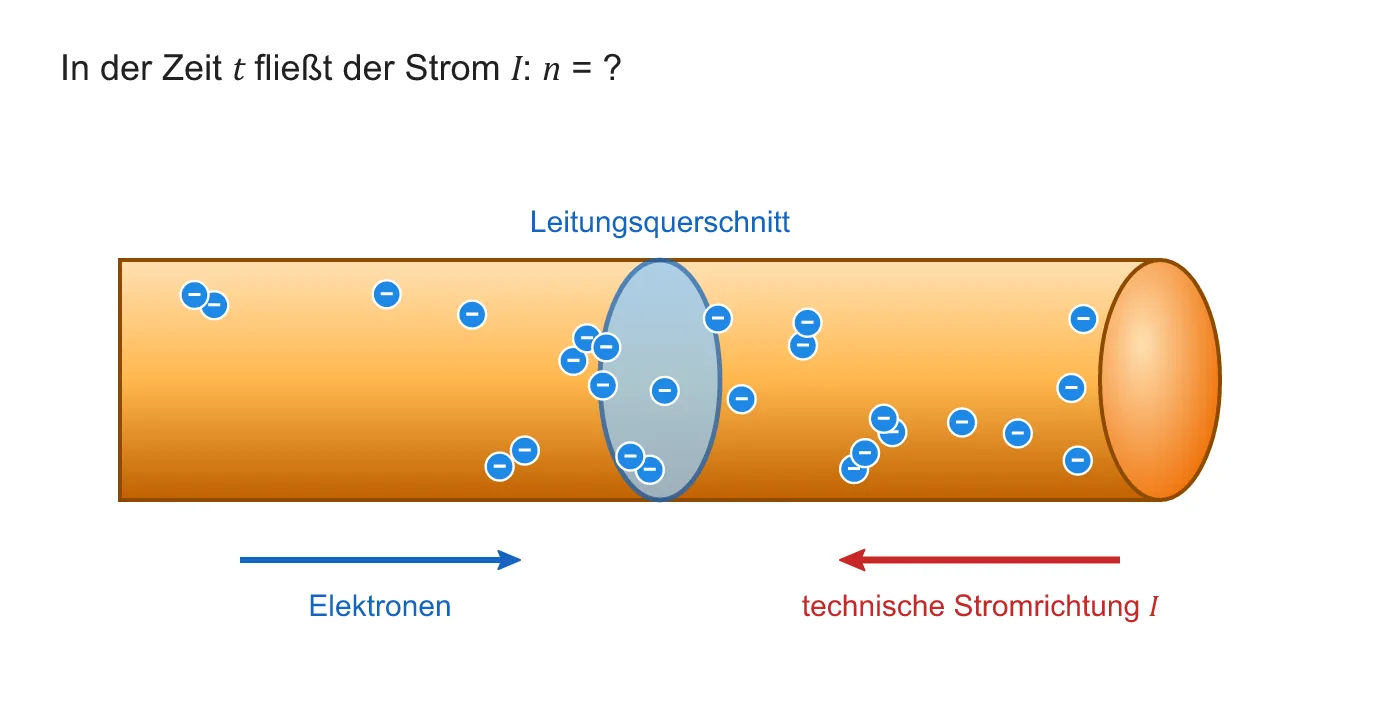 In der Zeit t fließt der Strom I: n = ?
Leitungsquerschnitt
Elektronen
technische Stromrichtung I